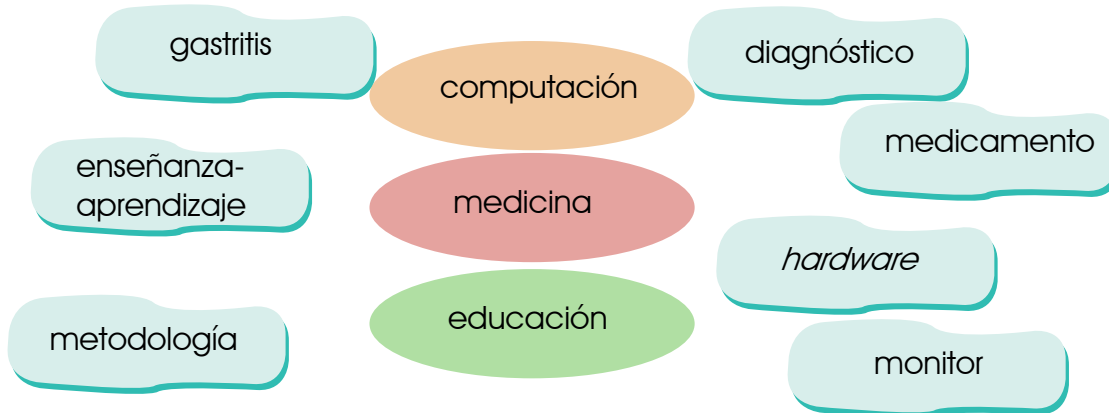 gastritis
computación
diagnóstico
medicamento
enseñanza-
aprendizaje
medicina
hardware
educación
metodología
monitor